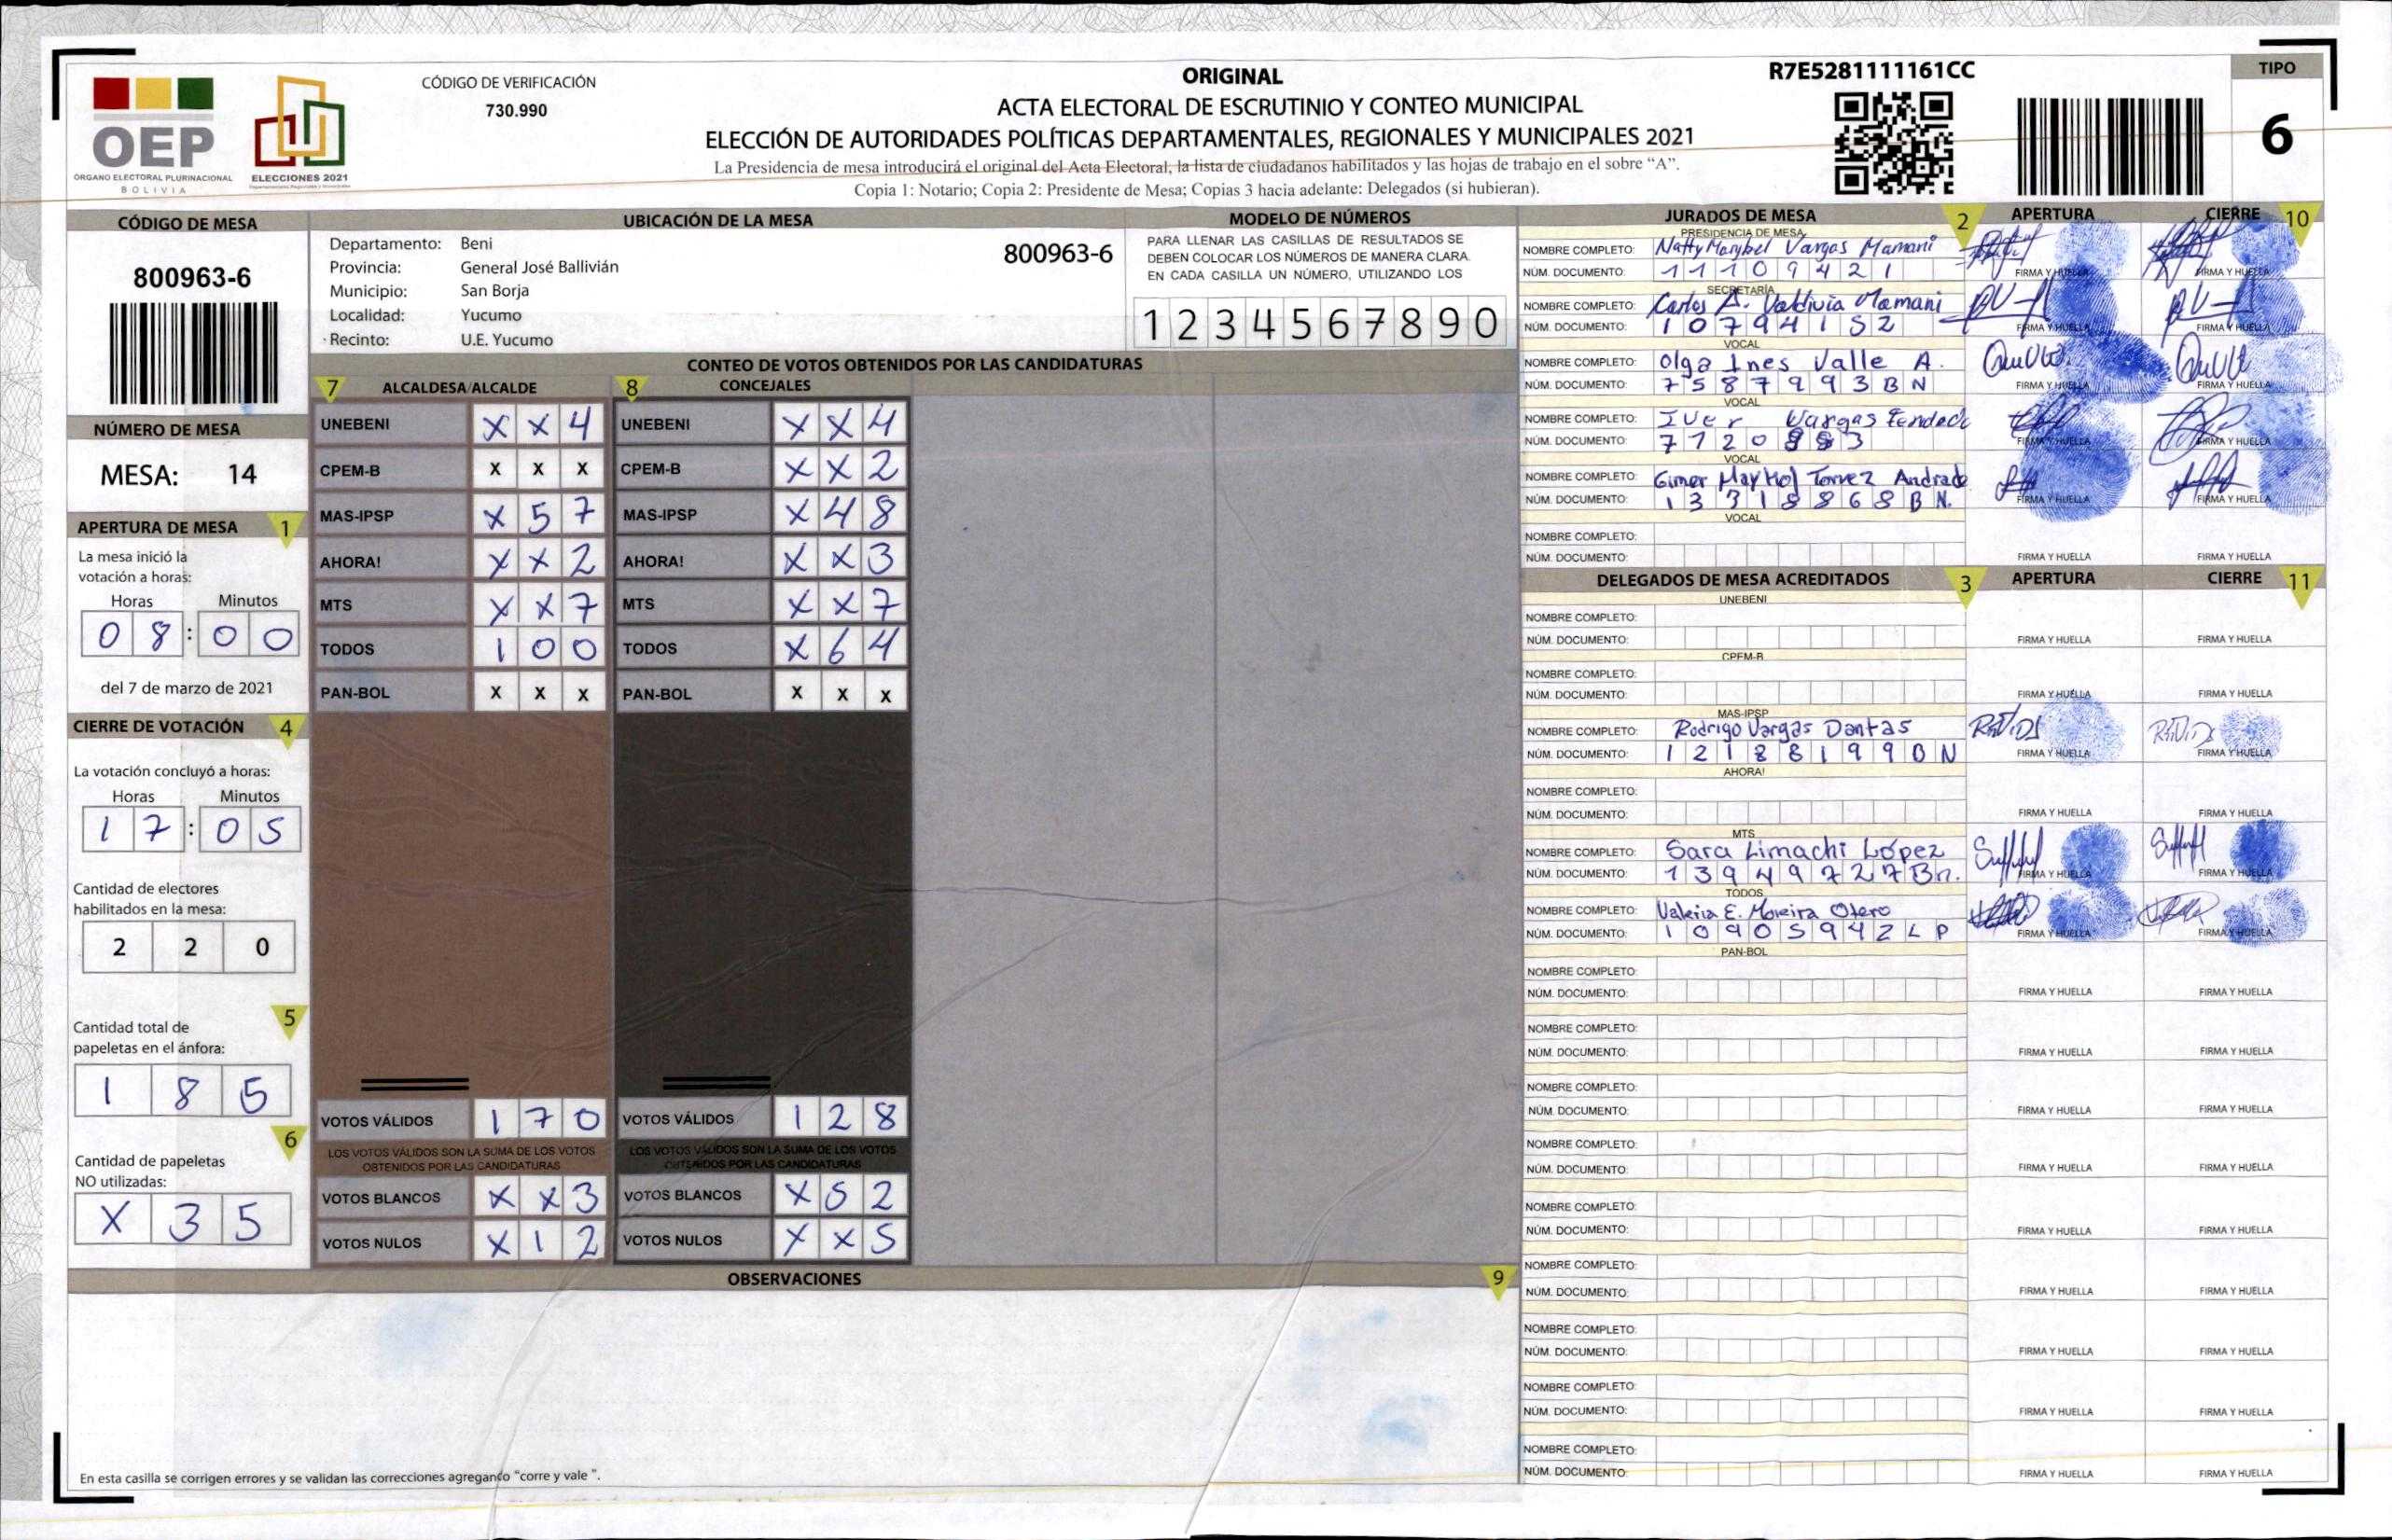 OEP
ÓRGANO ELECTORAL PLURINACIONAL
BOLIVIA
ELECCIONES 2021
CÓDIGO DE VERIFICACIÓN
730.990
ORIGINAL
ACTA ELECTORAL DE ESCRUTINIO Y CONTEO MUNICIPAL
ELECCIÓN DE AUTORIDADES POLÍTICAS DEPARTAMENTALES, REGIONALES Y MUNICIPALES 2021
La Presidencia de mesa introducirá el original del Acta Electoral, la lista de ciudadanos habilitados y las hojas de trabajo en el sobre "A".
Copia 1: Notario; Copia 2: Presidente de Mesa; Copias 3 hacia adelante: Delegados (si hubieran).
R7E5281111161CC
TIPO
6
CÓDIGO DE MESA
800963-6
NÚMERO DE MESA
MESA: 14
APERTURA DE MESA 1
La mesa inició la
votación a horas:
Horas Minutos
0 8 : 0 0
del 7 de marzo de 2021
CIERRE DE VOTACIÓN 4
La votación concluyó a horas:
Horas Minutos
1 7 : 0 5
Cantidad de electores
habilitados en la mesa:
2 2 0
5
Cantidad total de
papeletas en el ánfora:
1 8 5
6
Cantidad de papeletas
NO utilizadas:
X 3 5
UBICACIÓN DE LA MESA
Departamento: Beni
800963-6
Provincia: General José Ballivián
Municipio: San Borja
Localidad: Yucumo
Recinto: U.E. Yucumo
MODELO DE NÚMEROS
PARA LLENAR LAS CASILLAS DE RESULTADOS SE
DEBEN COLOCAR LOS NÚMEROS DE MANERA CLARA.
EN CADA CASILLA UN NÚMERO, UTILIZANDO LOS
1 2 3 4 5 6 7 8 9 0
CONTEO DE VOTOS OBTENIDOS POR LAS CANDIDATURAS
7 ALCALDESA/ALCALDE 8 CONCEJALES
UNEBENI X X 4 UNEBENI X X 4
CPEM-B X X X CPEM-B X X 2
MAS-IPSP X 5 7 MAS-IPSP X 4 8
AHORA! X X 2 AHORA! X X 3
MTS X X 7 MTS X X 7
TODOS 1 0 0 TODOS X 6 4
PAN-BOL X X X PAN-BOL X X X
VOTOS VÁLIDOS 1 7 0 VOTOS VÁLIDOS 1 2 8
LOS VOTOS VÁLIDOS SON LA SUMA DE LOS VOTOS LOS VOTOS VÁLIDOS SON LA SUMA DE LOS VOTOS
OBTENIDOS POR LAS CANDIDATURAS OBTENIDOS POR LAS CANDIDATURAS
VOTOS BLANCOS X X 3 VOTOS BLANCOS X 5 2
VOTOS NULOS X 1 2 VOTOS NULOS X X 5
OBSERVACIONES 9
En esta casilla se corrigen errores y se validan las correcciones agregando "corre y vale ".
JURADOS DE MESA 2 APERTURA CIERRE 10
PRESIDENCIA DE MESA
NOMBRE COMPLETO: Natty Marybel Vargas Mamani
NÚM. DOCUMENTO: 1 1 1 0 9 4 2 1 FIRMA Y HUELLA FIRMA Y HUELLA
SECRETARÍA
NOMBRE COMPLETO: Carlos A. Valdivia Mamani
NÚM. DOCUMENTO: 1 0 7 9 4 1 5 2 FIRMA Y HUELLA FIRMA Y HUELLA
VOCAL
NOMBRE COMPLETO: Olga Ines Valle A.
NÚM. DOCUMENTO: 7 5 8 7 9 9 3 B N FIRMA Y HUELLA FIRMA Y HUELLA
VOCAL
NOMBRE COMPLETO: Iver Vargas
NÚM. DOCUMENTO: FIRMA Y HUELLA FIRMA Y HUELLA
VOCAL
NOMBRE COMPLETO: Gimer Maykol Torrez Andrade
NÚM. DOCUMENTO: 1 3 3 1 8 8 6 8 B N. FIRMA Y HUELLA FIRMA Y HUELLA
VOCAL
NOMBRE COMPLETO:
NÚM. DOCUMENTO: FIRMA Y HUELLA FIRMA Y HUELLA
DELEGADOS DE MESA ACREDITADOS 3 APERTURA CIERRE 11
UNEBENI
NOMBRE COMPLETO:
NÚM. DOCUMENTO: FIRMA Y HUELLA FIRMA Y HUELLA
CPEM-B
NOMBRE COMPLETO:
NÚM. DOCUMENTO: FIRMA Y HUELLA FIRMA Y HUELLA
MAS-IPSP
NOMBRE COMPLETO: Rodrigo Vargas Dantas
NÚM. DOCUMENTO: 1 2 1 8 8 1 9 9 B N FIRMA Y HUELLA FIRMA Y HUELLA
AHORA!
NOMBRE COMPLETO:
NÚM. DOCUMENTO: FIRMA Y HUELLA FIRMA Y HUELLA
MTS
NOMBRE COMPLETO: Sara Limachi López
NÚM. DOCUMENTO: 1 3 9 4 9 7 2 7 B n. FIRMA Y HUELLA FIRMA Y HUELLA
TODOS
NOMBRE COMPLETO: Valeria E. Moreira Otero
NÚM. DOCUMENTO: 1 0 9 0 5 9 4 2 L P FIRMA Y HUELLA FIRMA Y HUELLA
PAN-BOL
NOMBRE COMPLETO:
NÚM. DOCUMENTO: FIRMA Y HUELLA FIRMA Y HUELLA
NOMBRE COMPLETO:
NÚM. DOCUMENTO: FIRMA Y HUELLA FIRMA Y HUELLA
NOMBRE COMPLETO:
NÚM. DOCUMENTO: FIRMA Y HUELLA FIRMA Y HUELLA
NOMBRE COMPLETO:
NÚM. DOCUMENTO: FIRMA Y HUELLA FIRMA Y HUELLA
NOMBRE COMPLETO:
NÚM. DOCUMENTO: FIRMA Y HUELLA FIRMA Y HUELLA
NOMBRE COMPLETO:
NÚM. DOCUMENTO: FIRMA Y HUELLA FIRMA Y HUELLA
NOMBRE COMPLETO:
NÚM. DOCUMENTO: FIRMA Y HUELLA FIRMA Y HUELLA
NOMBRE COMPLETO:
NÚM. DOCUMENTO: FIRMA Y HUELLA FIRMA Y HUELLA
NOMBRE COMPLETO:
NÚM. DOCUMENTO: FIRMA Y HUELLA FIRMA Y HUELLA